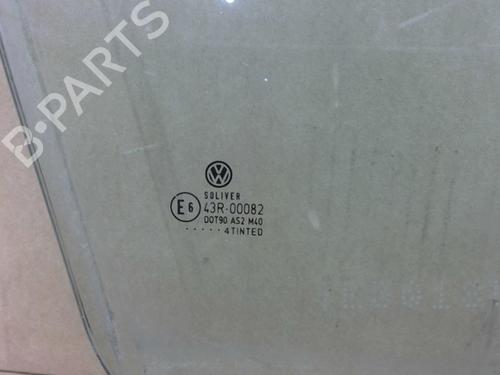 B-PARTS
SOLIVER
E6 43R-00082
DOT90 AS2 M40
.....4TINTED